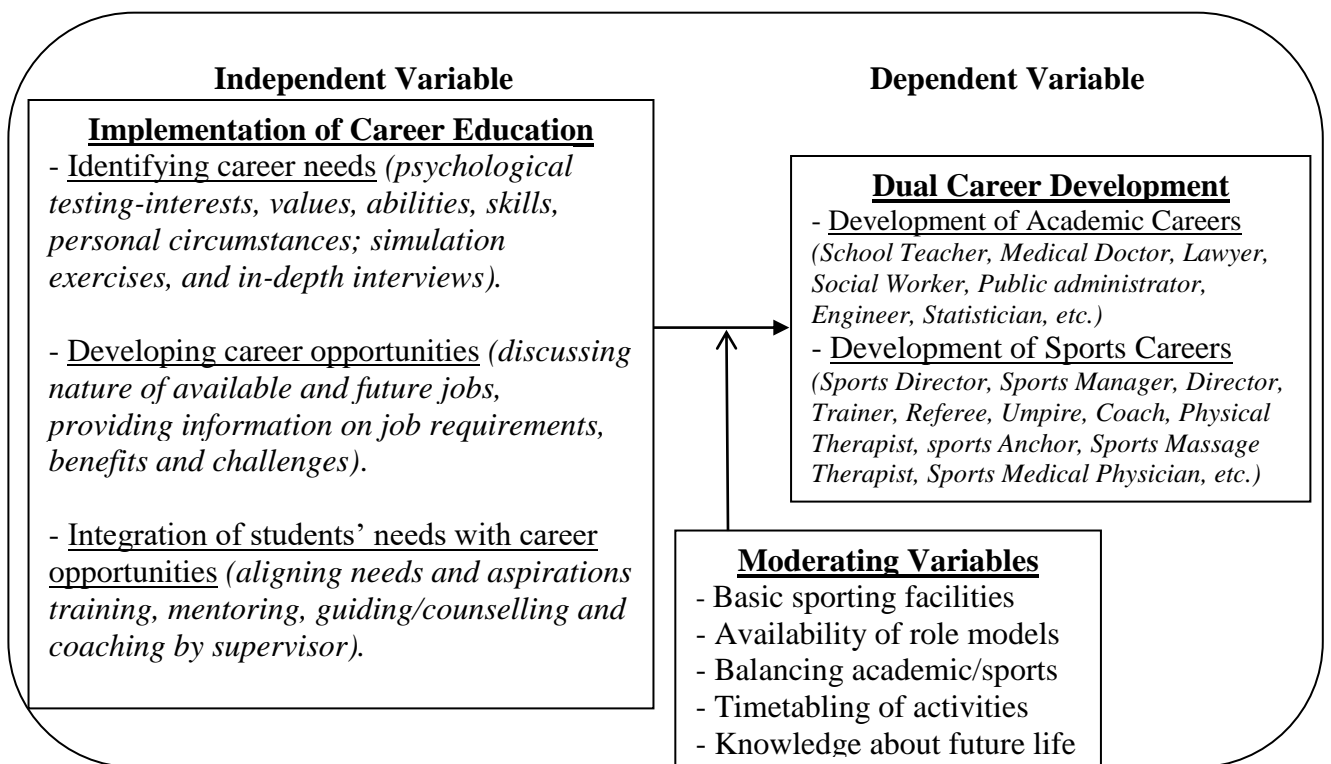 Independent Variable
Implementation of Career Education
- Identifying career needs (psychological
testing-interests, values, abilities, skills,
personal circumstances; simulation
exercises, and in-depth interviews).
- Developing career opportunities (discussing
nature of available and future jobs,
providing information on job requirements,
benefits and challenges).
- Integration of students’ needs with career
opportunities (aligning needs and aspirations
training, mentoring, guiding/counselling and
coaching by supervisor).
Dependent Variable
Dual Career Development
- Development of Academic Careers
(School Teacher, Medical Doctor, Lawyer,
Social Worker, Public administrator,
Engineer, Statistician, etc.)
- Development of Sports Careers
(Sports Director, Sports Manager, Director,
Trainer, Referee, Umpire, Coach, Physical
Therapist, sports Anchor, Sports Massage
Therapist, Sports Medical Physician, etc.)
Moderating Variables
- Basic sporting facilities
- Availability of role models
- Balancing academic/sports
- Timetabling of activities
- Knowledge about future life